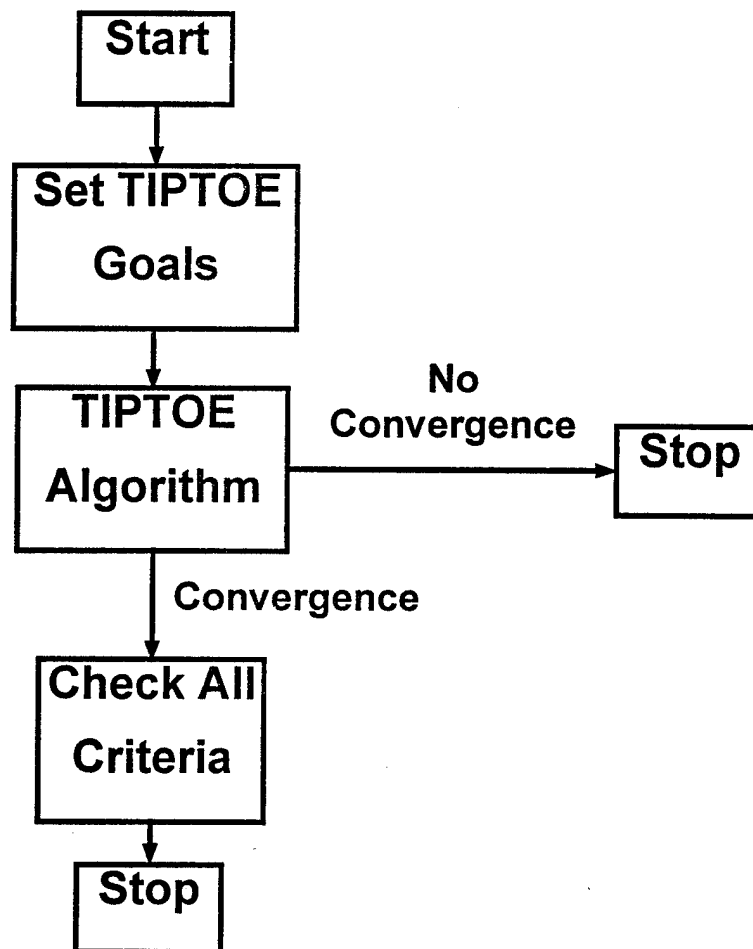 Start
Set TIPTOE
Goals
TIPTOE
Algorithm
No
Convergence
Stop
Convergence
Check All
Criteria
Stop